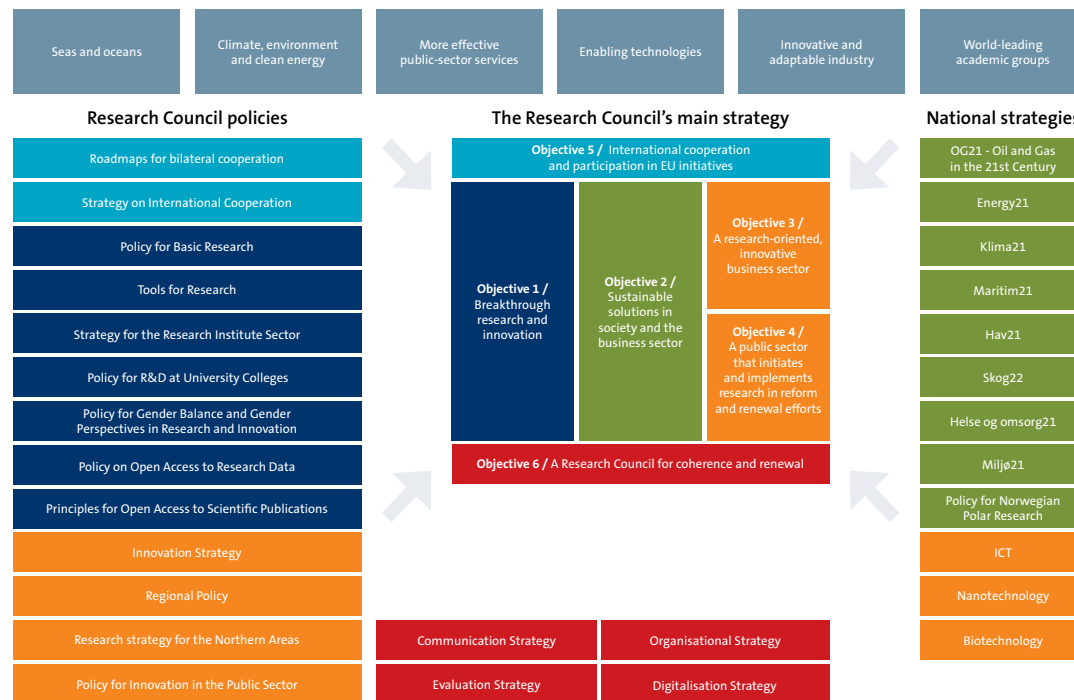 Seas and oceans
Climate, environment
and clean energy
More effective
public-sector services
Enabling technologies
Innovative and
adaptable industry
World-leading
academic groups
Research Council policies
Roadmaps for bilateral cooperation
Strategy on International Cooperation
Policy for Basic Research
Tools for Research
Strategy for the Research Institute Sector
Policy for R&D at University Colleges
Policy for Gender Balance and Gender
Perspectives in Research and Innovation
Policy on Open Access to Research Data
Principles for Open Access to Scientific Publications
Innovation Strategy
Regional Policy
Research strategy for the Northern Areas
Policy for Innovation in the Public Sector
The Research Council's main strategy
Objective 5 / International cooperation
and participation in EU initiatives
Objective 1 /
Breakthrough
research and
innovation
Objective 2 /
Sustainable
solutions in
society and the
business sector
Objective 3 /
A research-oriented,
innovative
business sector
Objective 4 /
A public sector
that initiates
and implements
research in reform
and renewal efforts
Objective 6 / A Research Council for coherence and renewal
Communication Strategy
Organisational Strategy
Evaluation Strategy
Digitalisation Strategy
National strategies
OG21 - Oil and Gas
in the 21st Century
Energy21
Klima21
Maritim21
Hav21
Skog22
Helse og omsorg21
Miljø21
Policy for Norwegian
Polar Research
ICT
Nanotechnology
Biotechnology